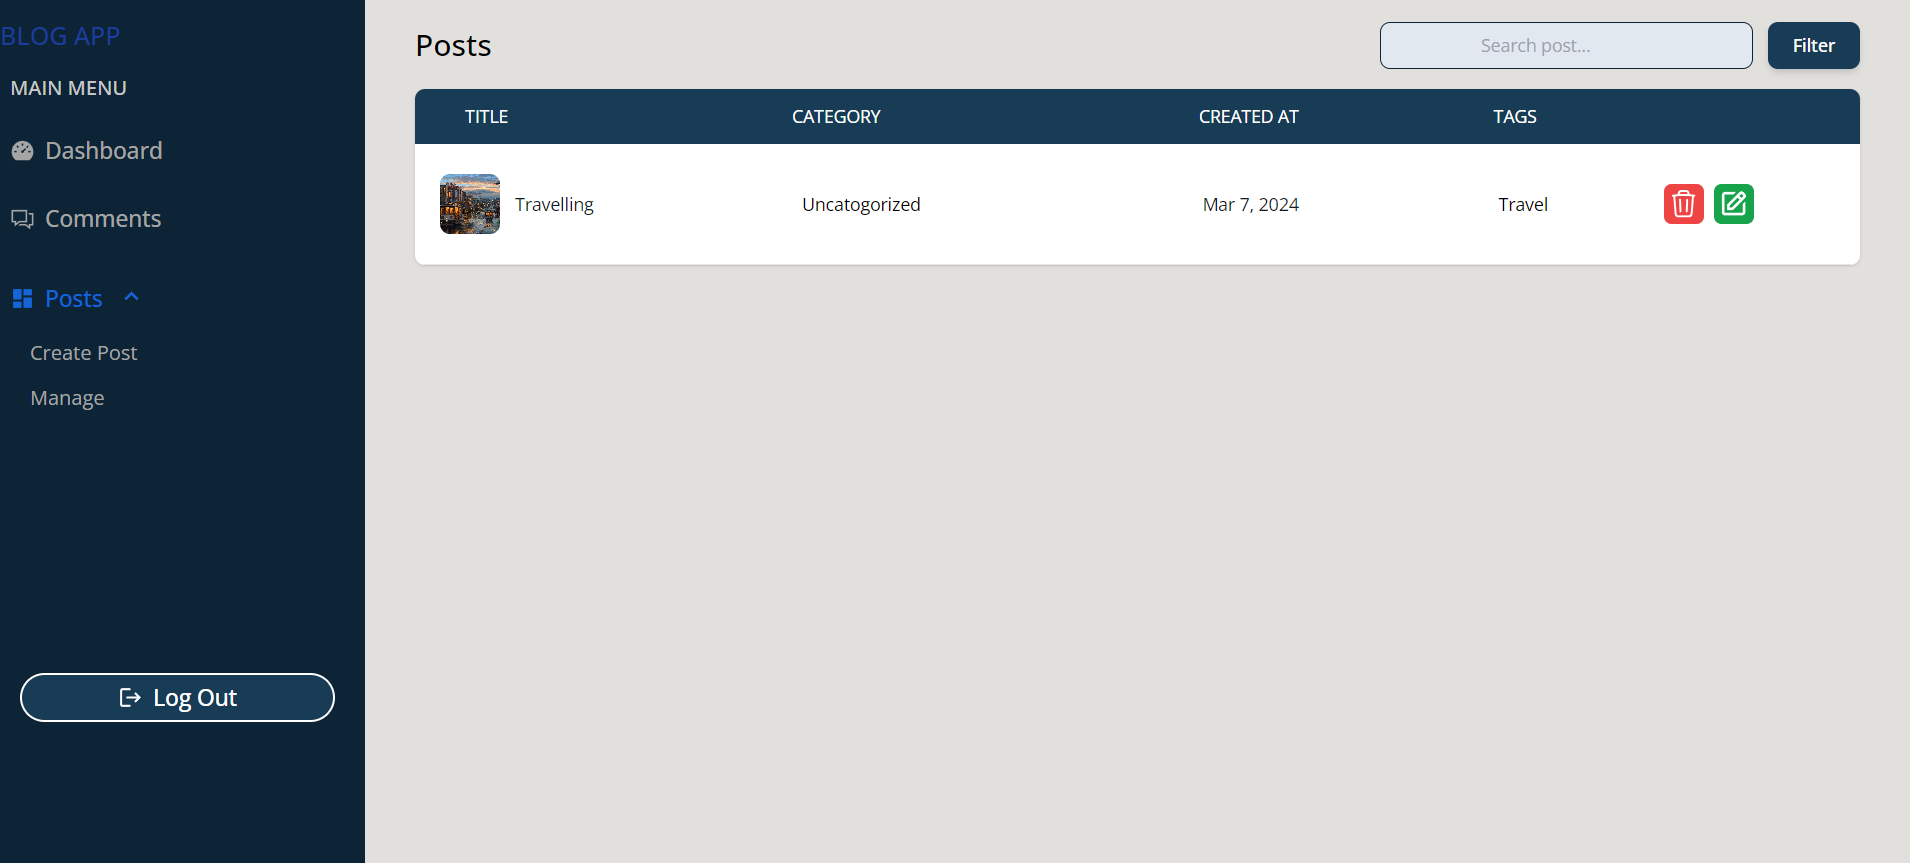 BLOG APP
MAIN MENU
Dashboard
Comments
Posts
Create Post
Manage
Log Out
Posts
Search post...
Filter
TITLE CATEGORY CREATED AT TAGS
Travelling Uncatogorized Mar 7, 2024 Travel